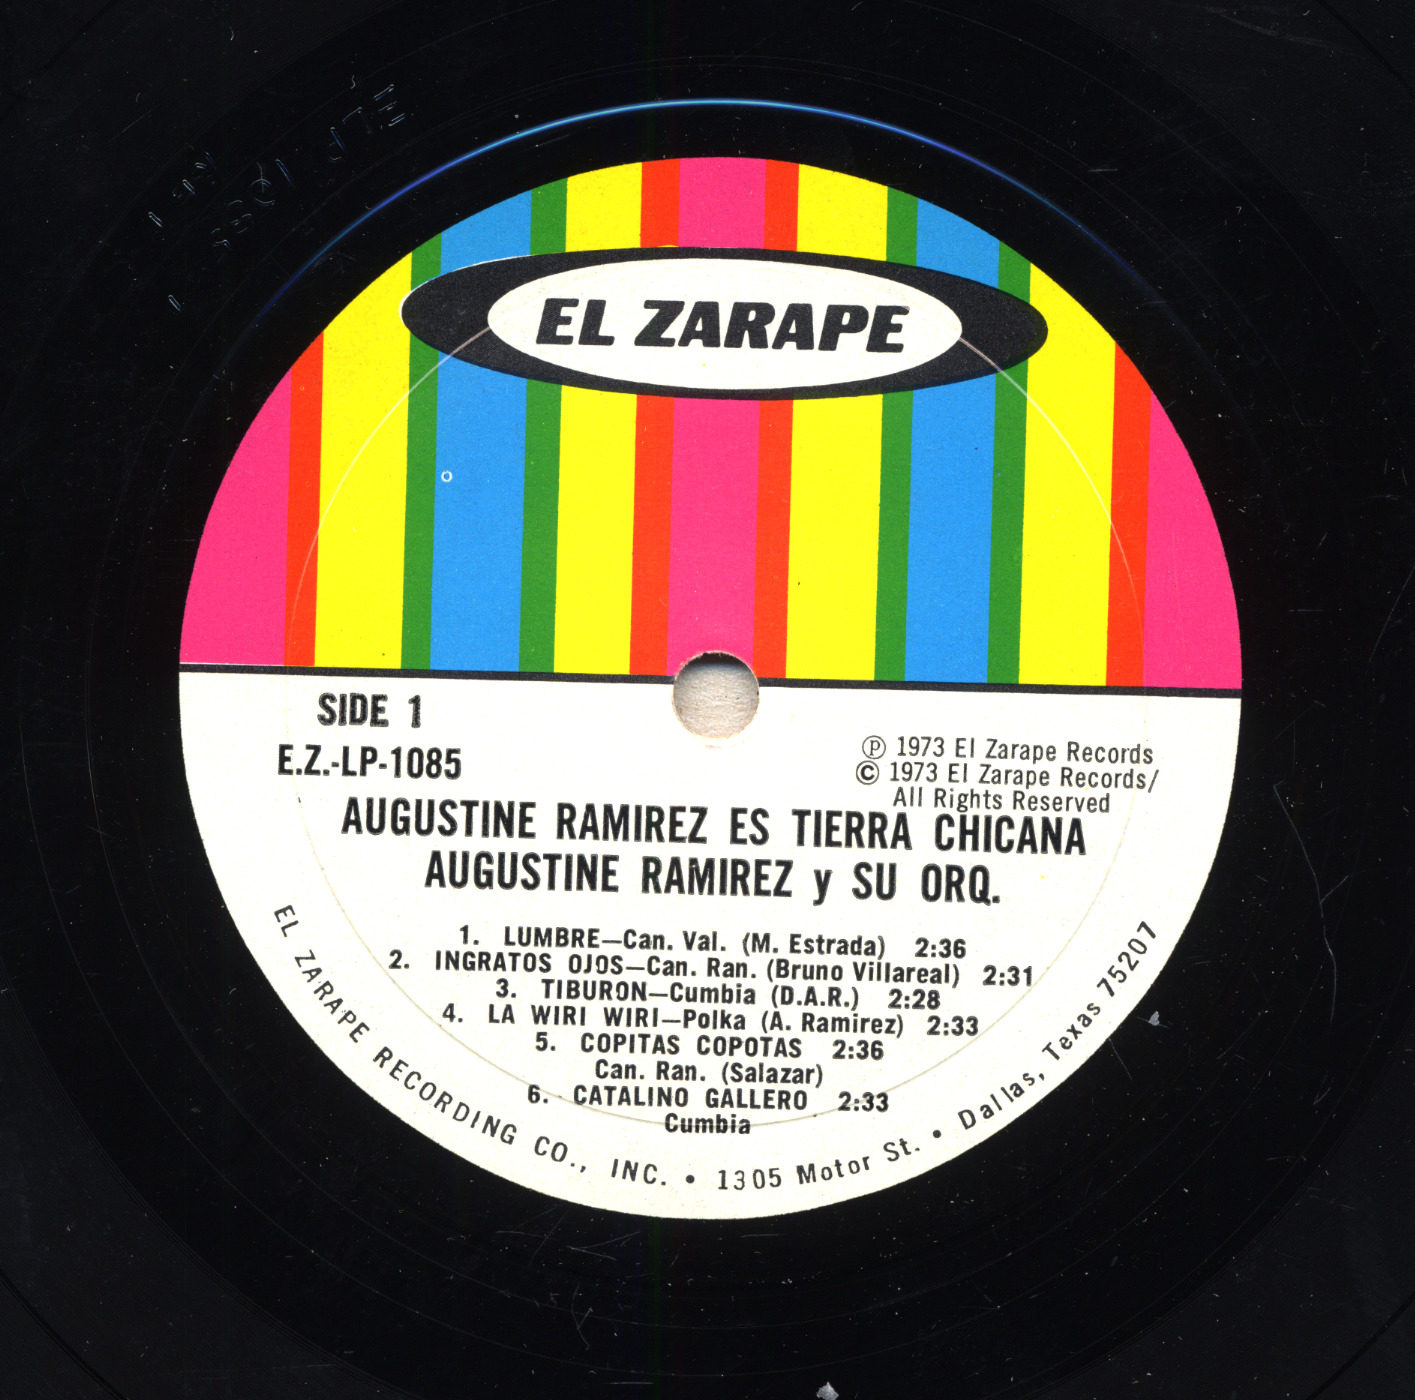 EL ZARAPE
SIDE 1
E.Z.-LP-1085
℗ 1973 El Zarape Records
© 1973 El Zarape Records/
All Rights Reserved
AUGUSTINE RAMIREZ ES TIERRA CHICANA
AUGUSTINE RAMIREZ y SU ORQ.
1. LUMBRE—Can. Val. (M. Estrada) 2:36
2. INGRATOS OJOS—Can. Ran. (Bruno Villareal) 2:31
3. TIBURON—Cumbia (D.A.R.) 2:28
4. LA WIRI WIRI—Polka (A. Ramirez) 2:33
5. COPITAS COPOTAS 2:36
Can. Ran. (Salazar)
6. CATALINO GALLERO 2:33
Cumbia
EL ZARAPE RECORDING CO., INC. • 1305 Motor St. • Dallas, Texas 75207